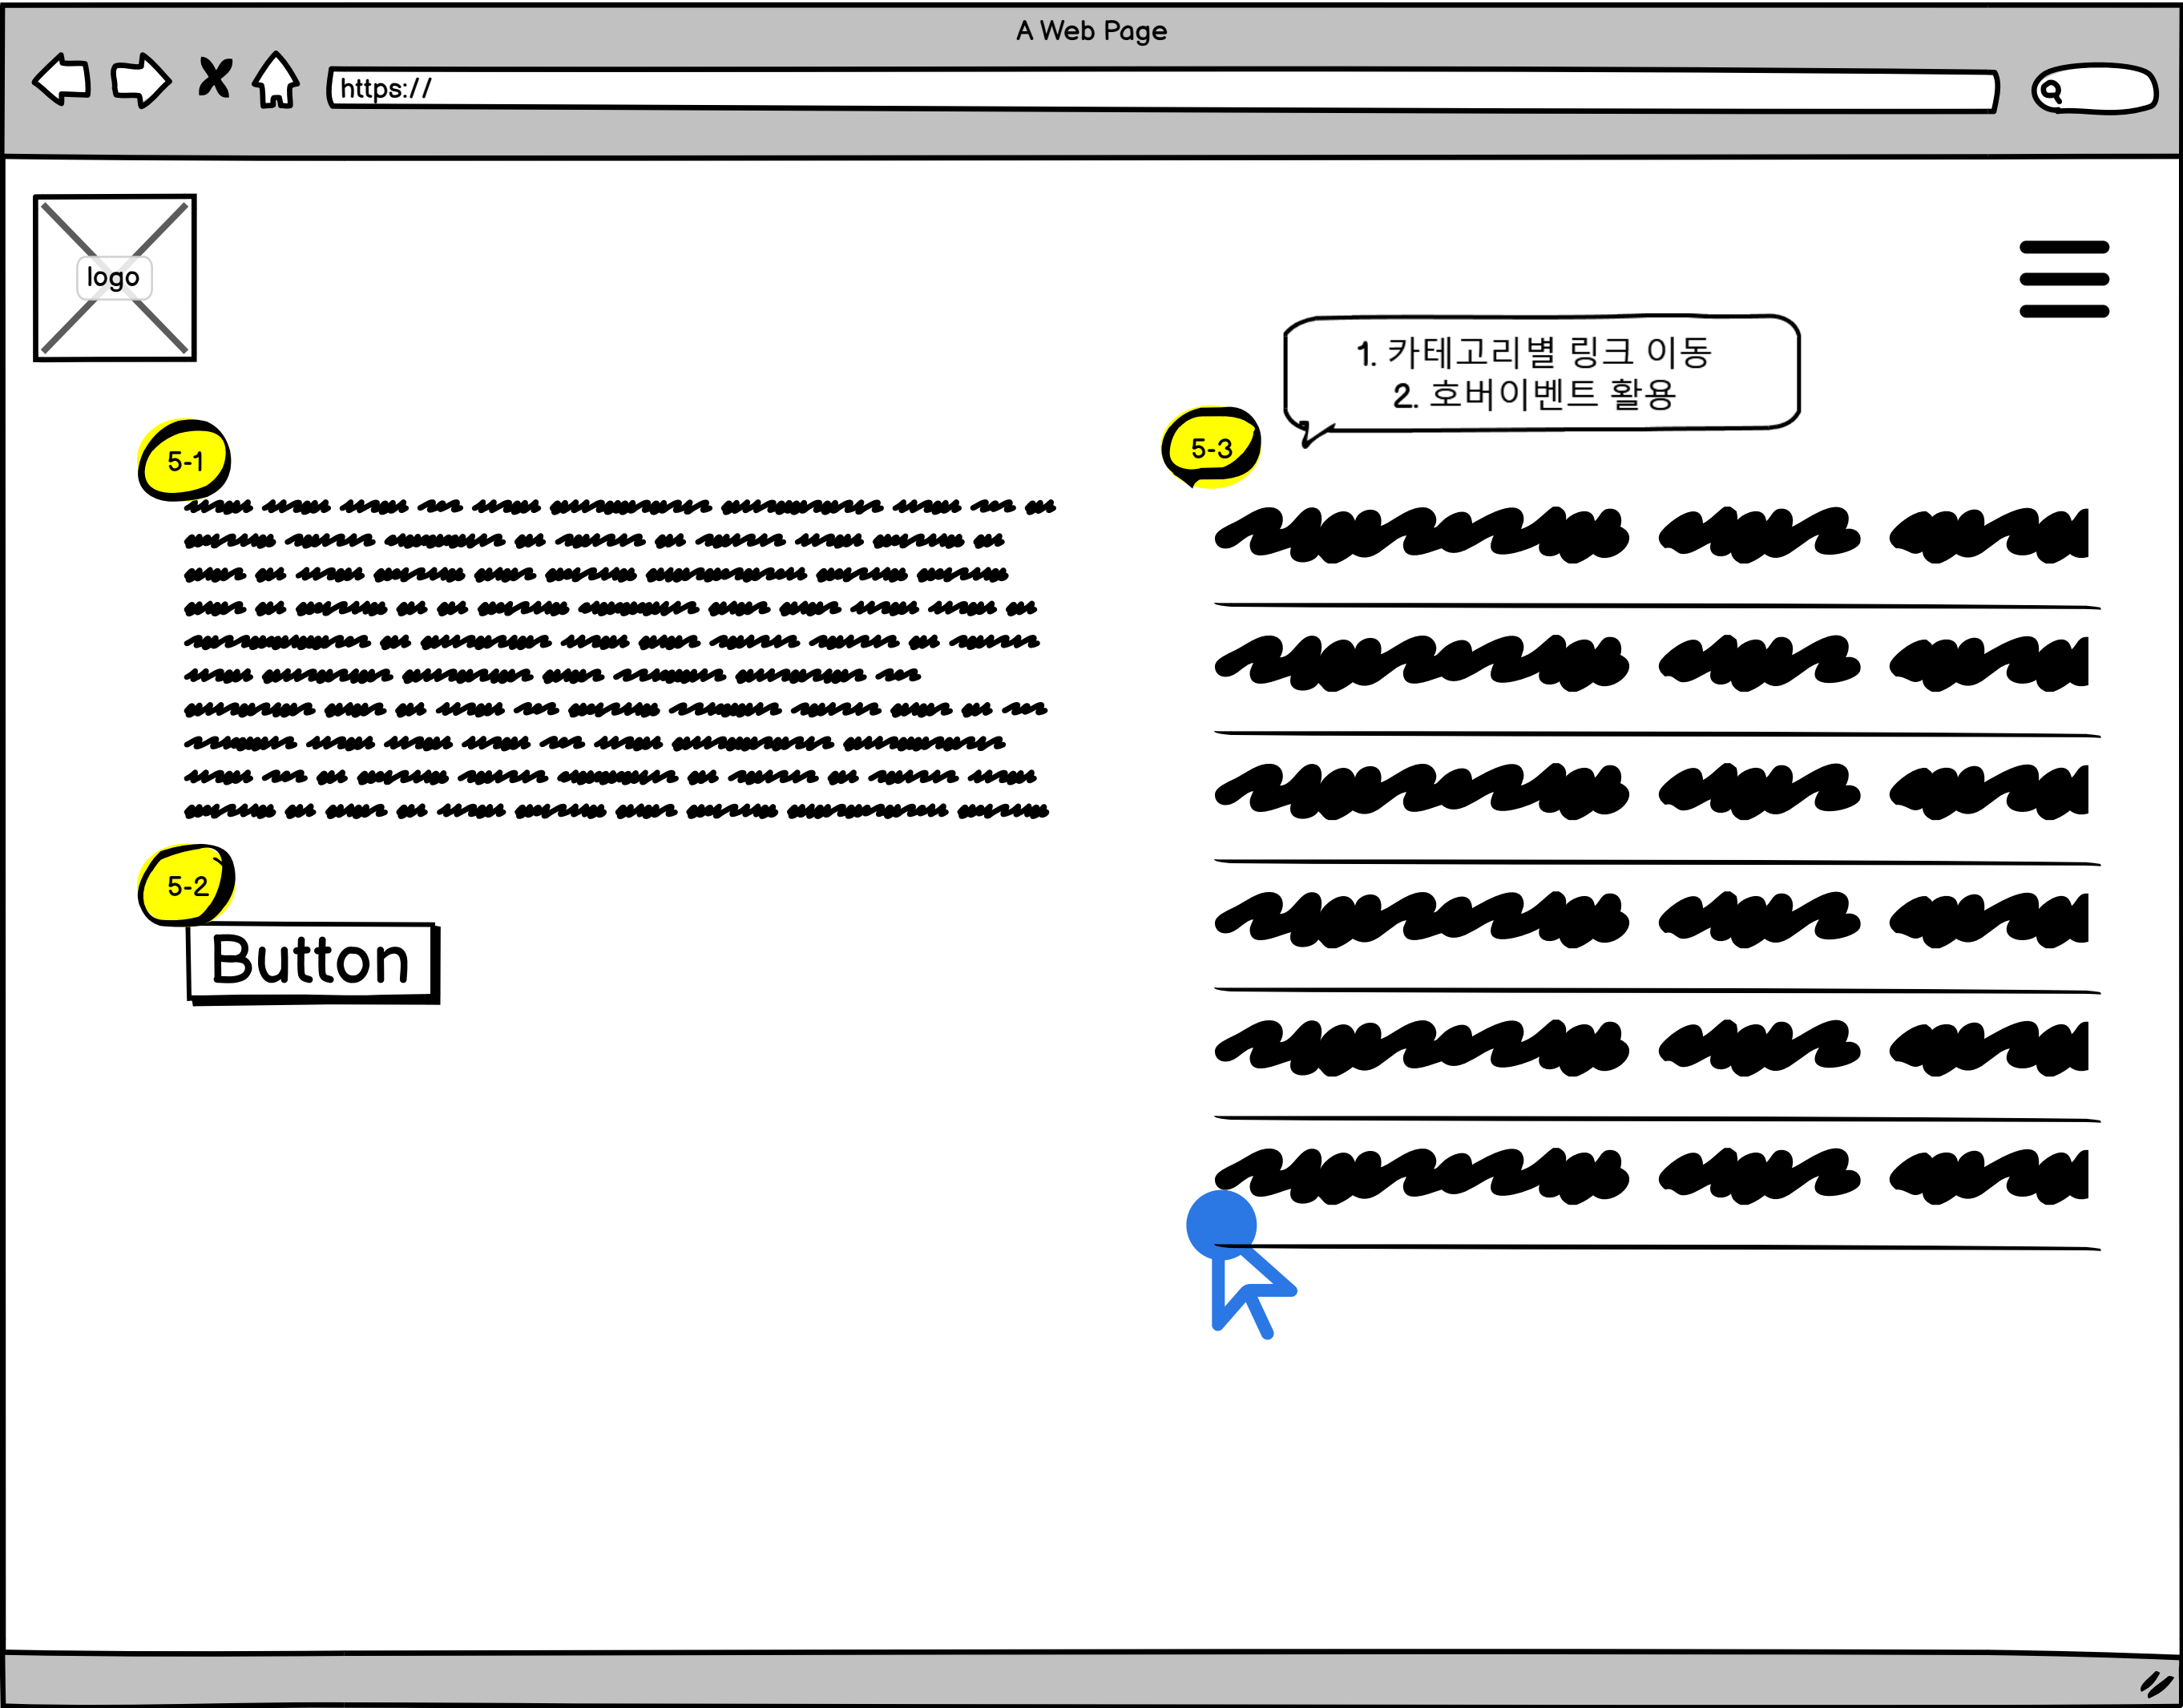 A Web Page
https://
logo
1. 카테고리별 링크 이동
2. 호버이벤트 활용
5-1
5-3
5-2
Button